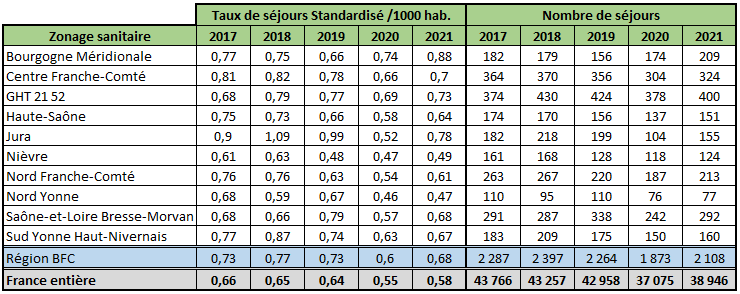 Taux de séjours Standardisé /1000 hab. Nombre de séjours
Zonage sanitaire 2017 2018 2019 2020 2021 2017 2018 2019 2020 2021
Bourgogne Méridionale 0,77 0,75 0,66 0,74 0,88 182 179 156 174 209
Centre Franche-Comté 0,81 0,82 0,78 0,66 0,7 364 370 356 304 324
GHT 21 52 0,68 0,79 0,77 0,69 0,73 374 430 424 378 400
Haute-Saône 0,75 0,73 0,66 0,58 0,64 174 170 156 137 151
Jura 0,9 1,09 0,99 0,52 0,78 182 218 199 104 155
Nièvre 0,61 0,63 0,48 0,47 0,49 161 168 128 118 124
Nord Franche-Comté 0,76 0,76 0,63 0,54 0,61 263 267 220 187 213
Nord Yonne 0,68 0,59 0,67 0,46 0,47 110 95 110 76 77
Saône-et-Loire Bresse-Morvan 0,68 0,66 0,79 0,57 0,68 291 287 338 242 292
Sud Yonne Haut-Nivernais 0,77 0,87 0,74 0,63 0,67 183 209 175 150 160
Région BFC 0,73 0,77 0,73 0,6 0,68 2 287 2 397 2 264 1 873 2 108
France entière 0,66 0,65 0,64 0,55 0,58 43 766 43 257 42 958 37 075 38 946